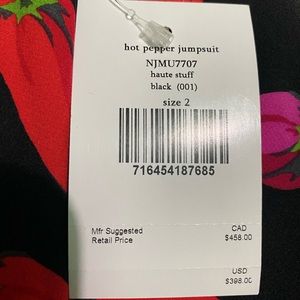 hot pepper jumpsuit
NJMU7707
haute stuff
black (001)
size 2
716454187685
Mfr Suggested CAD
Retail Price $458.00
USD
$398.00